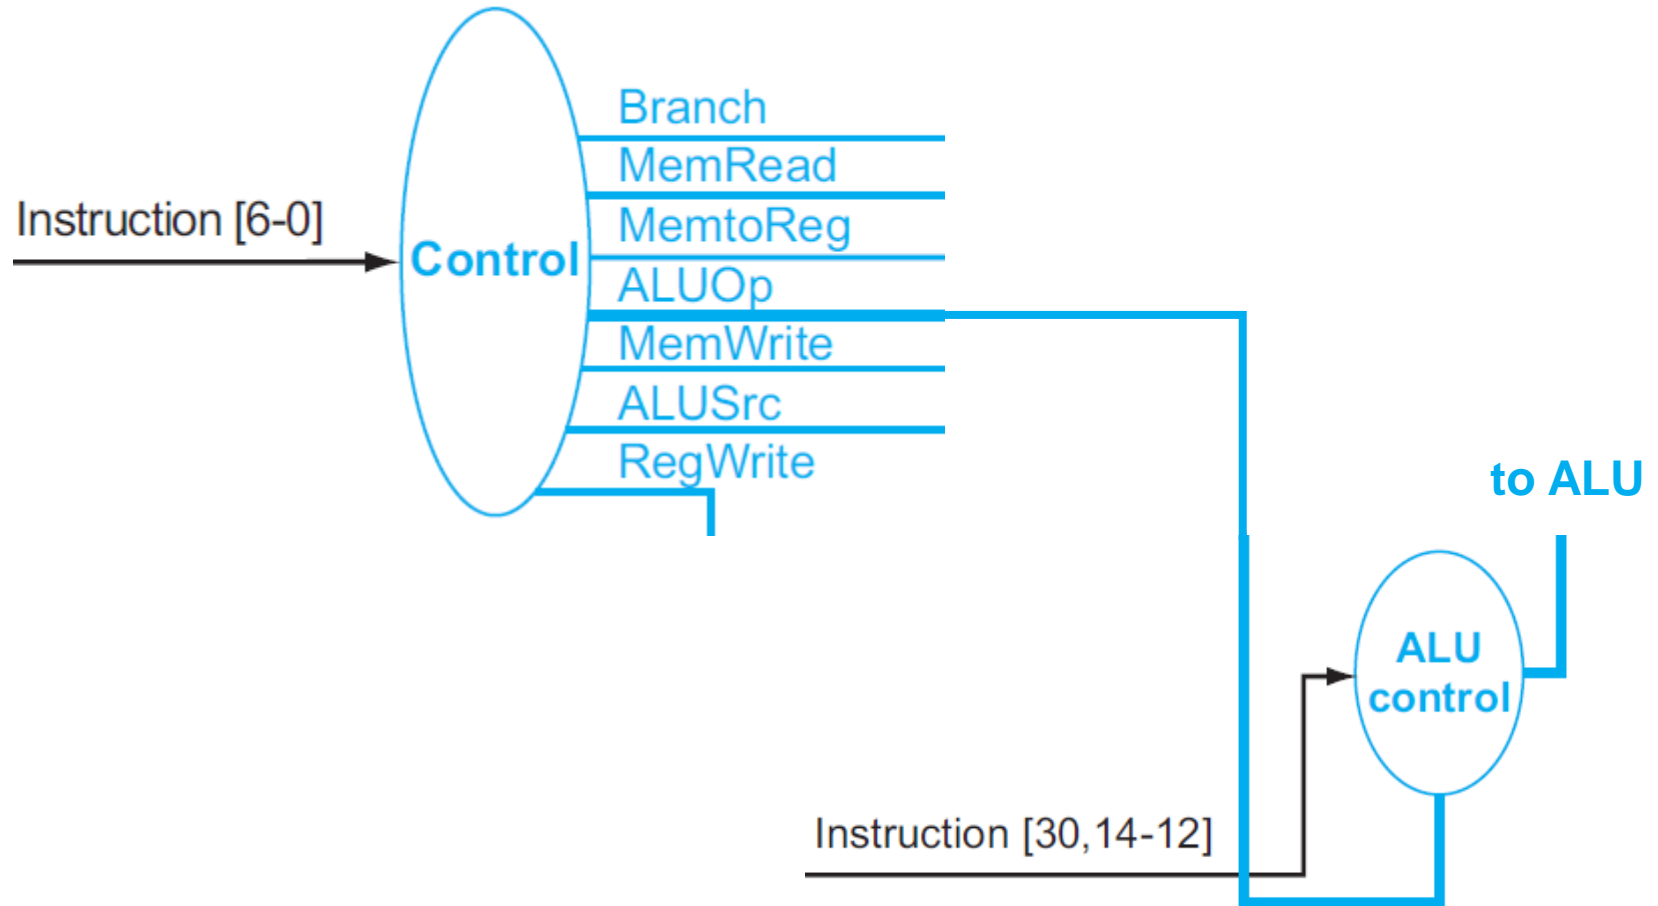 Branch
MemRead
Instruction [6-0]
MemtoReg
Control
ALUOp
MemWrite
ALUSrc
RegWrite
to ALU
ALU
control
Instruction [30,14-12]